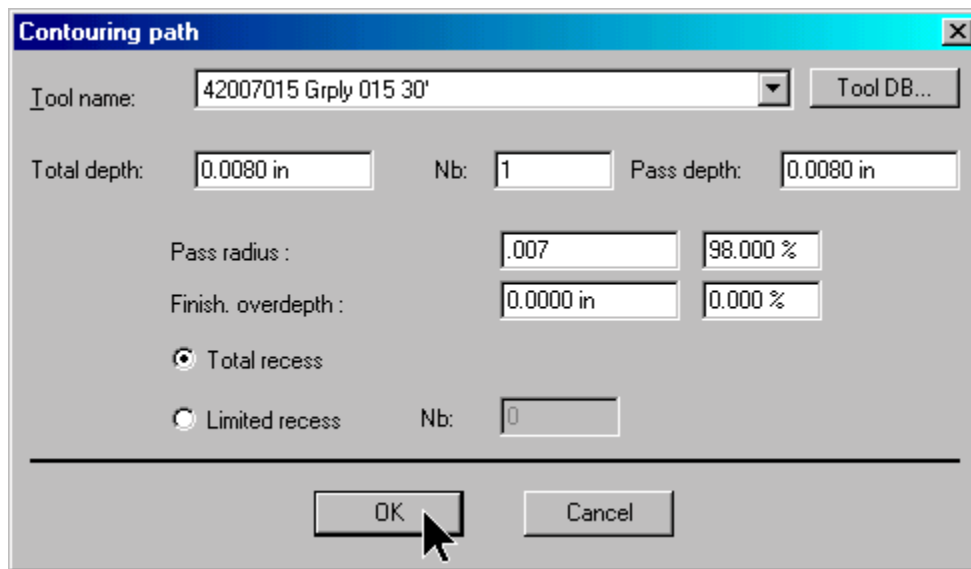 Contouring path
Tool name: 42007015 Grply 015 30' Tool DB...
Total depth: 0.0080 in Nb: 1 Pass depth: 0.0080 in
Pass radius : .007 98.000 %
Finish. overdepth : 0.0000 in 0.000 %
Total recess
Limited recess Nb: 0
OK Cancel